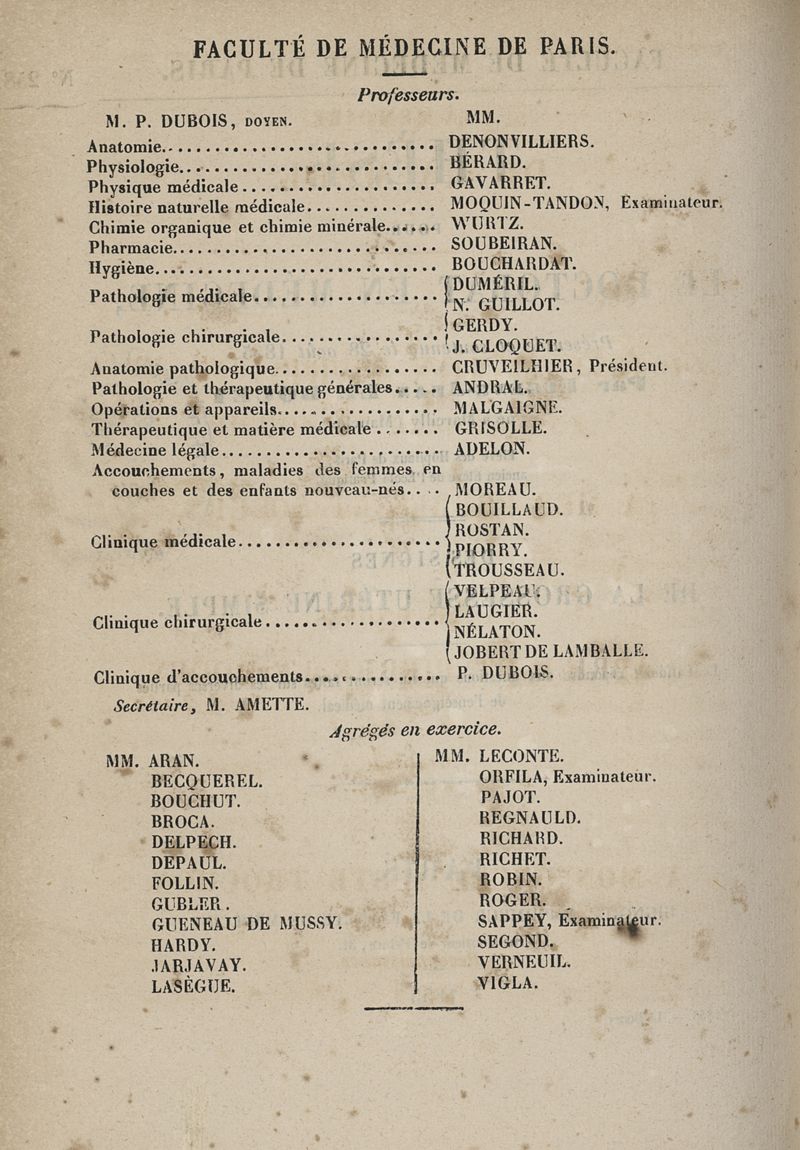 FACULTÉ DE MÉDECINE DE PARIS.
Professeurs.
M. P. DUBOIS, DOYEN. MM.
Anatomie.............................. DENONVILLIERS.
Physiologie............................ BÉRARD.
Physique médicale..................... GAVARRET.
Histoire naturelle médicale.............. MOQUIN-TANDON, Examinateur.
Chimie organique et chimie minérale...... WURTZ.
Pharmacie............................. SOUBEIRAN.
Hygiène............................... BOUCHARDAT.
Pathologie médicale.................... { DUMÉRIL.
N. GUILLOT.
Pathologie chirurgicale................. { GERDY.
J. CLOQUET.
Anatomie pathologique.................. CRUVEILHIER, Président.
Pathologie et thérapeutique générales..... ANDRAL.
Opérations et appareils.................. MALGAIGNE.
Thérapeutique et matière médicale....... GRISOLLE.
Médecine légale........................ ADELON.
Accouchements, maladies des femmes en
couches et des enfants nouveau-nés.... MOREAU.
Clinique médicale...................... { BOUILLAUD.
ROSTAN.
PIORRY.
TROUSSEAU.
Clinique chirurgicale................... { VELPEAU.
LAUGIER.
NÉLATON.
JOBERT DE LAMBALLE.
Clinique d'accouchements............... P. DUBOIS.
Secrétaire, M. AMETTE.
Agrégés en exercice.
MM. ARAN.
BECQUEREL.
BOUCHUT.
BROCA.
DELPECH.
DEPAUL.
FOLLIN.
GUBLER.
GUENEAU DE MUSSY.
HARDY.
JARJAVAY.
LASÈGUE.
MM. LECONTE.
ORFILA, Examinateur.
PAJOT.
REGNAULD.
RICHARD.
RICHET.
ROBIN.
ROGER.
SAPPEY, Examinateur.
SEGOND.
VERNEUIL.
VIGLA.